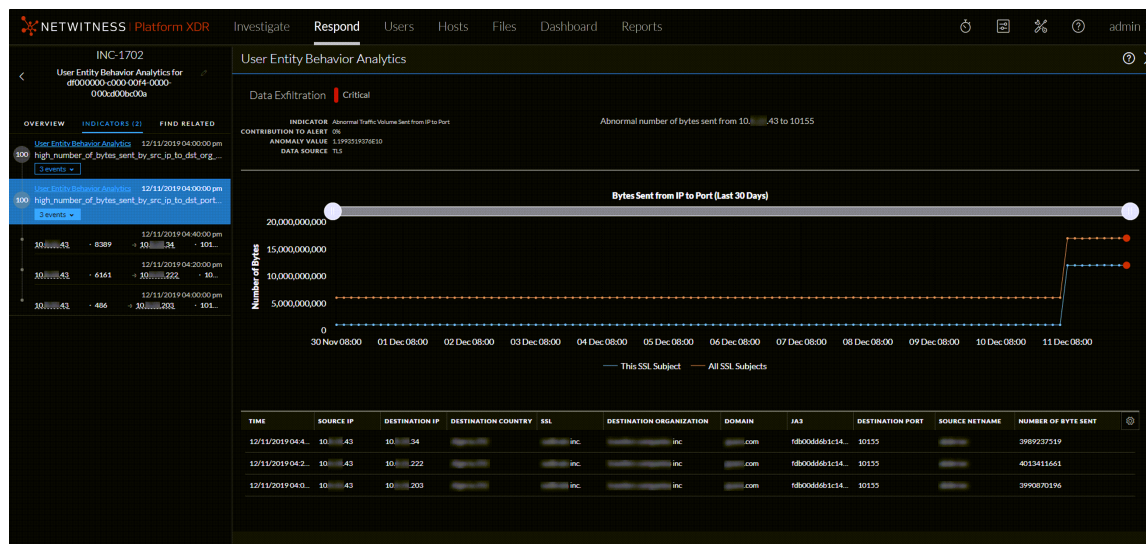 NETWITNESS Platform XDR
Investigate Respond Users Hosts Files Dashboard Reports admin
INC-1702
User Entity Behavior Analytics for
df000000-c000-00f4-0000-
000cd00bc00a
OVERVIEW INDICATORS (2) FIND RELATED
User Entity Behavior Analytics 12/11/2019 04:00:00 pm
100 high_number_of_bytes_sent_by_src_ip_to_dst_org_...
3 events
User Entity Behavior Analytics 12/11/2019 04:00:00 pm
100 high_number_of_bytes_sent_by_src_ip_to_dst_port...
3 events
12/11/2019 04:40:00 pm
10. .43 8389 10. .34 101...
12/11/2019 04:20:00 pm
10. .43 6161 10. .222 10...
12/11/2019 04:00:00 pm
10. .43 486 10. .203 101...
User Entity Behavior Analytics
Data Exfiltration Critical
INDICATOR Abnormal Traffic Volume Sent from IP to Port
CONTRIBUTION TO ALERT 0%
ANOMALY VALUE 1.1993519376E10
DATA SOURCE TLS
Abnormal number of bytes sent from 10. .43 to 10155
Bytes Sent from IP to Port (Last 30 Days)
Number of Bytes
20,000,000,000
15,000,000,000
10,000,000,000
5,000,000,000
0
30 Nov 08:00 01 Dec 08:00 02 Dec 08:00 03 Dec 08:00 04 Dec 08:00 05 Dec 08:00 06 Dec 08:00 07 Dec 08:00 08 Dec 08:00 09 Dec 08:00 10 Dec 08:00 11 Dec 08:00
This SSL Subject All SSL Subjects
TIME SOURCE IP DESTINATION IP DESTINATION COUNTRY SSL DESTINATION ORGANIZATION DOMAIN JA3 DESTINATION PORT SOURCE NETNAME NUMBER OF BYTE SENT
12/11/2019 04:4... 10. .43 10. .34 inc. inc .com fdb00dd6b1c14... 10155 3989237519
12/11/2019 04:2... 10. .43 10. .222 inc. inc .com fdb00dd6b1c14... 10155 4013411661
12/11/2019 04:0... 10. .43 10. .203 inc. inc .com fdb00dd6b1c14... 10155 3990870196